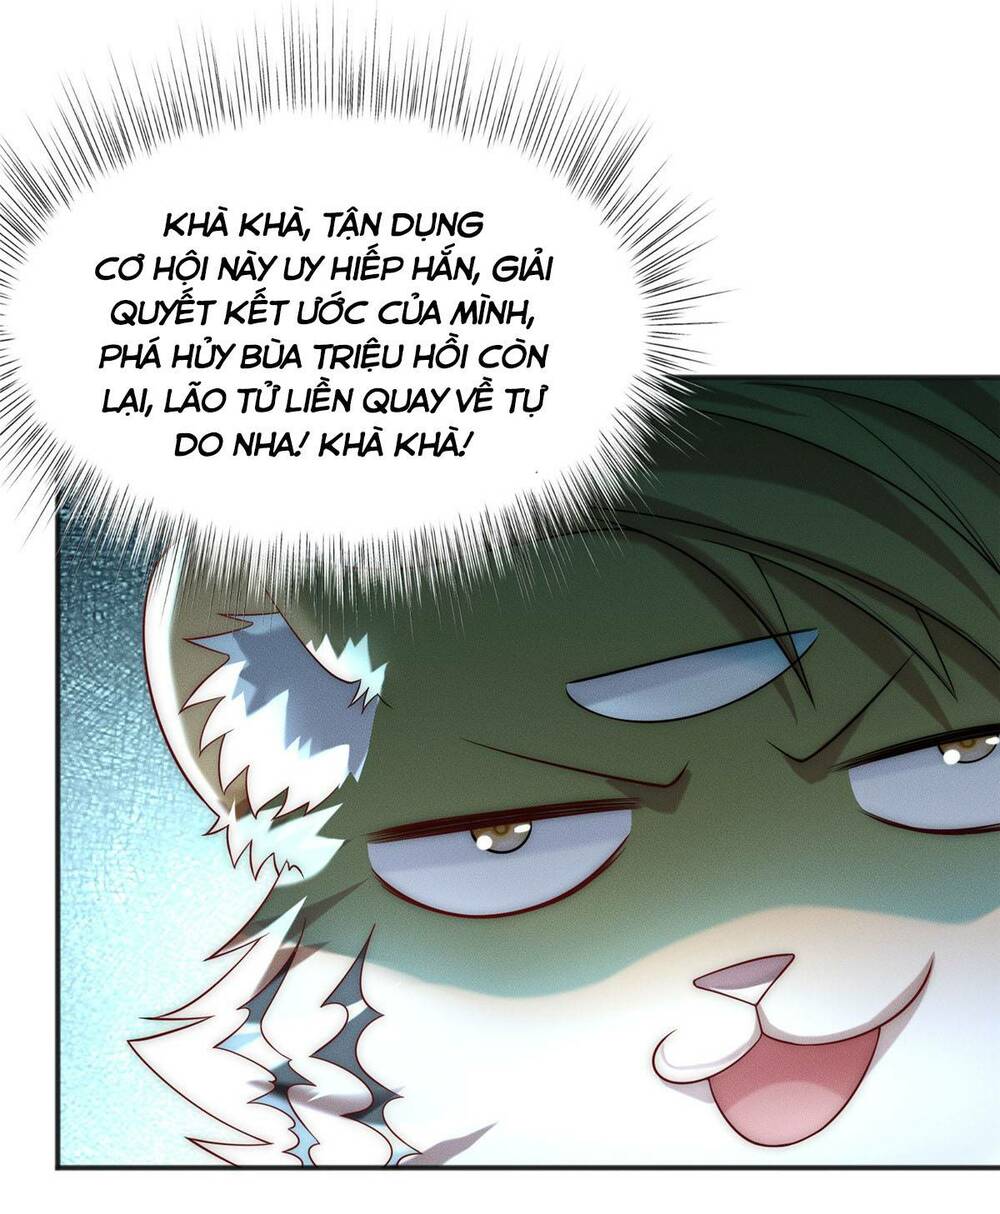 KHÀ KHÀ, TẬN DỤNG
CƠ HỘI NÀY UY HIẾP HẮN, GIẢI
QUYẾT KẾT ƯỚC CỦA MÌNH,
PHÁ HỦY BÙA TRIỆU HỒI CÒN
LẠI, LÃO TỬ LIỀN QUAY VỀ TỰ
DO NHA! KHÀ KHÀ!